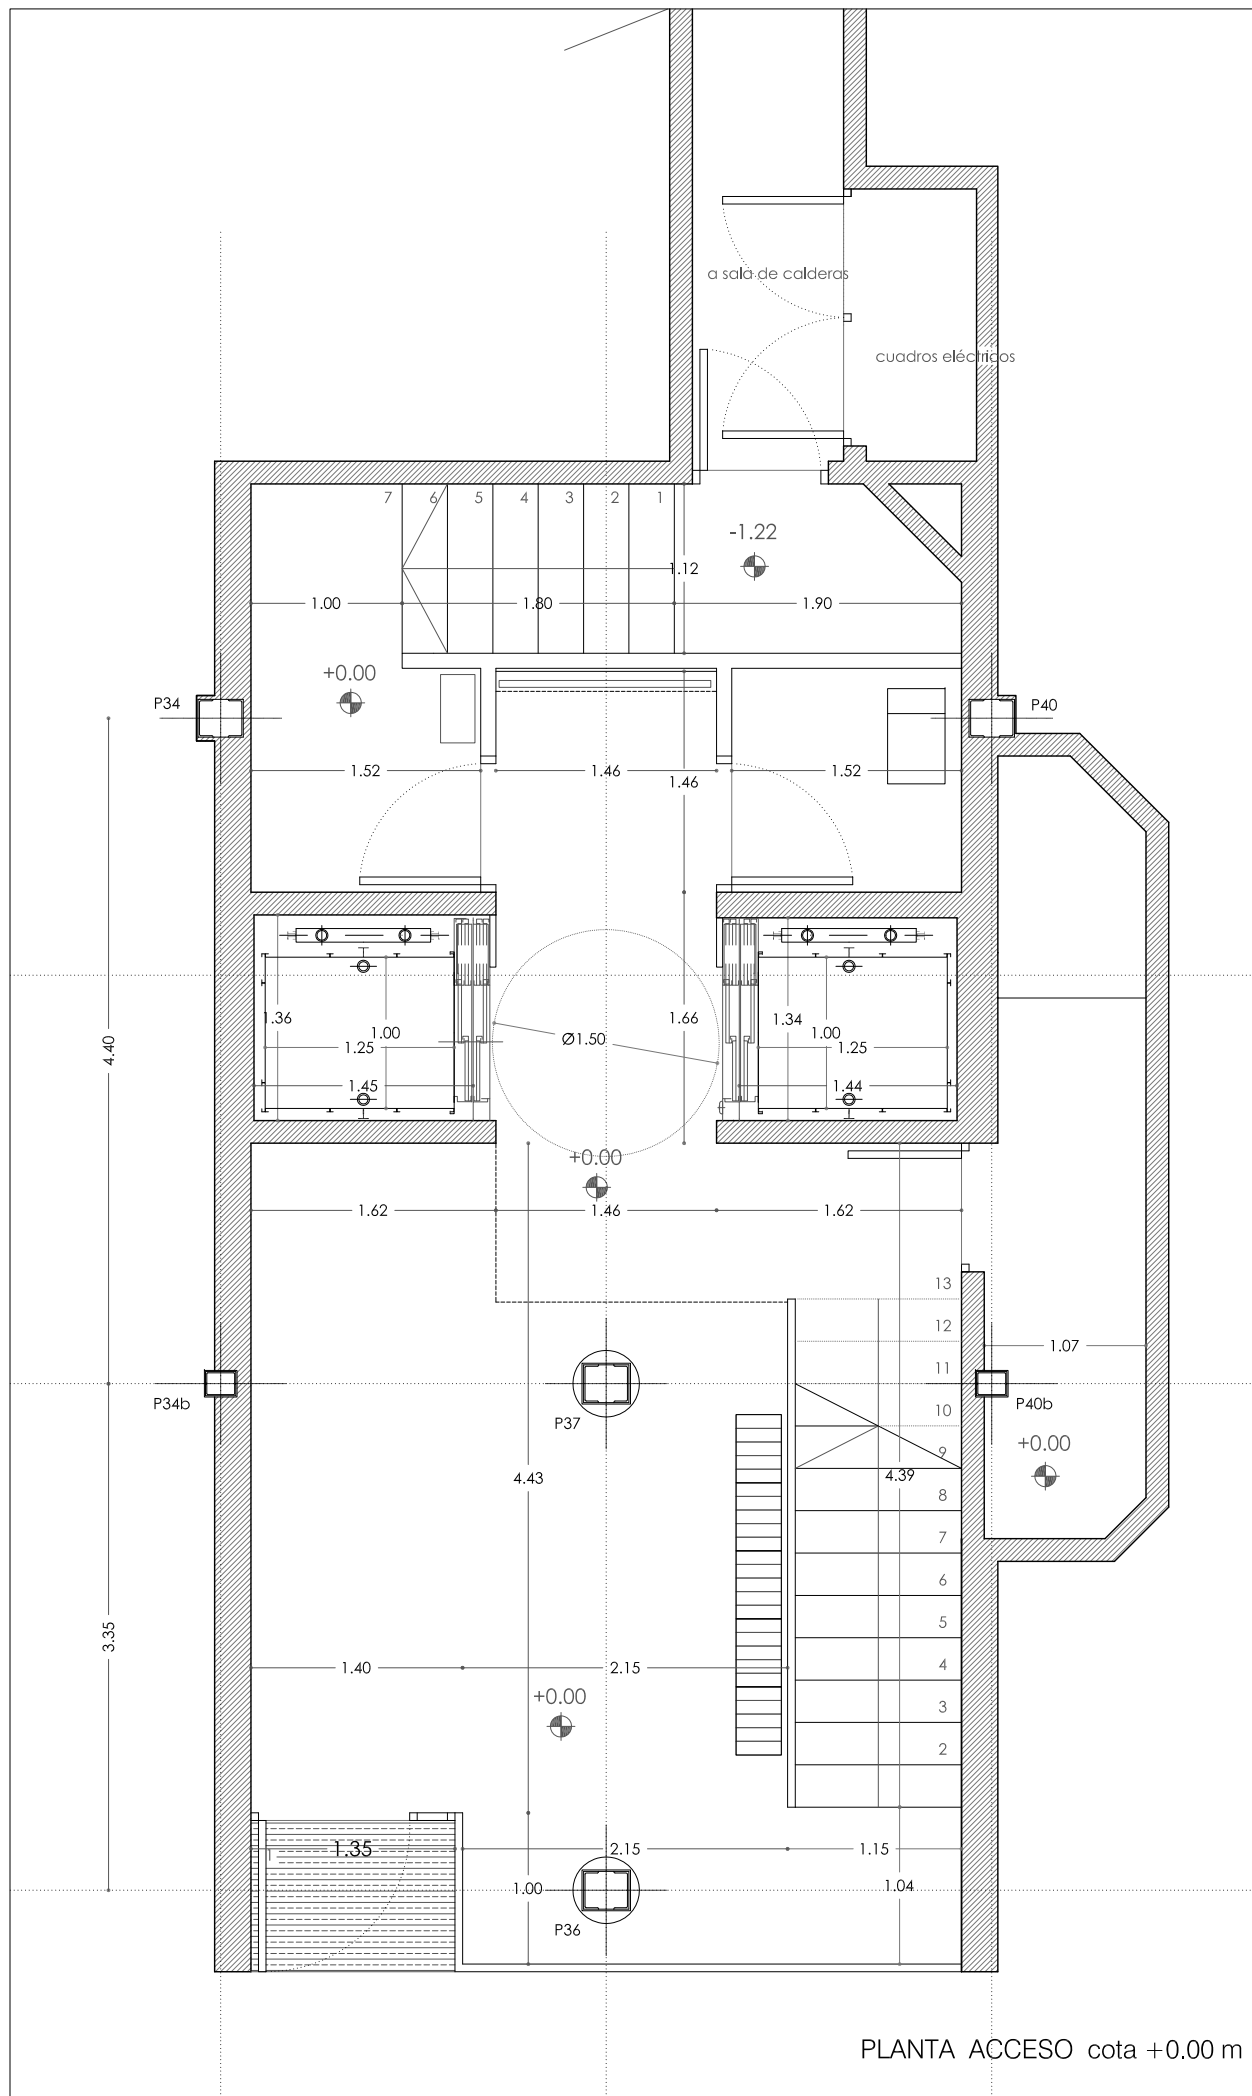 a sala de calderas
cuadros eléctricos
7 6 5 4 3 2 1
-1.22
1.12
1.00 1.80 1.90
+0.00
P34
P40
1.52 1.46 1.52
1.46
1.36 1.00 1.66 1.34 1.00
Ø1.50
1.25 1.25
4.40
1.45 1.44
+0.00
1.62 1.46 1.62
13
12
1.07
11
P34b
P37
P40b
10
+0.00
9
4.43
4.39
8
7
6
5
3.35
1.40 2.15
4
+0.00
3
2
1.35 2.15 1.15
1.00
1.04
P36
PLANTA ACCESO cota +0.00 m